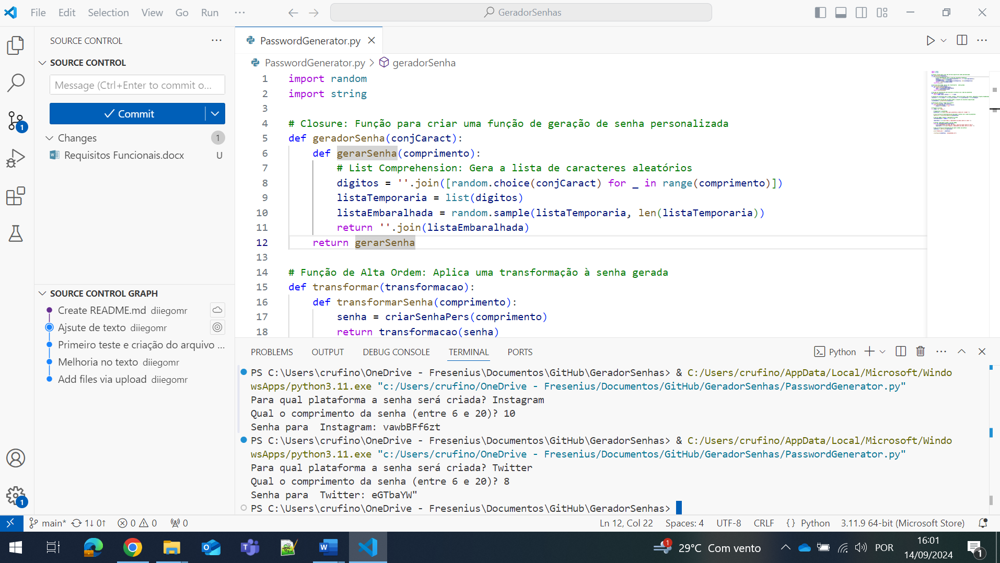 File Edit Selection View Go Run ··· GeradorSenhas
SOURCE CONTROL ···
SOURCE CONTROL
Message (Ctrl+Enter to commit o...
Commit
Changes 1
Requisitos Funcionais.docx U
SOURCE CONTROL GRAPH
Create README.md diiegomr
Ajsute de texto diiegomr
Primeiro teste e criação do arquivo ...
Melhoria no texto diiegomr
Add files via upload diiegomr
1
1
PasswordGenerator.py
PasswordGenerator.py > geradorSenha
1 import random
2 import string
3
4 # Closure: Função para criar uma função de geração de senha personalizada
5 def geradorSenha(conjCaract):
6 def gerarSenha(comprimento):
7 # List Comprehension: Gera a lista de caracteres aleatórios
8 digitos = ''.join([random.choice(conjCaract) for _ in range(comprimento)])
9 listaTemporaria = list(digitos)
10 listaEmbaralhada = random.sample(listaTemporaria, len(listaTemporaria))
11 return ''.join(listaEmbaralhada)
12 return gerarSenha
13
14 # Função de Alta Ordem: Aplica uma transformação à senha gerada
15 def transformar(transformacao):
16 def transformarSenha(comprimento):
17 senha = criarSenhaPers(comprimento)
18 return transformacao(senha)
PROBLEMS OUTPUT DEBUG CONSOLE TERMINAL PORTS Python
PS C:\Users\crufino\OneDrive - Fresenius\Documentos\GitHub\GeradorSenhas> & C:/Users/crufino/AppData/Local/Microsoft/Windo
wsApps/python3.11.exe "c:/Users/crufino/OneDrive - Fresenius/Documentos/GitHub/GeradorSenhas/PasswordGenerator.py"
Para qual plataforma a senha será criada? Instagram
Qual o comprimento da senha (entre 6 e 20)? 10
Senha para  Instagram: vawbBFf6zt
PS C:\Users\crufino\OneDrive - Fresenius\Documentos\GitHub\GeradorSenhas> & C:/Users/crufino/AppData/Local/Microsoft/Windo
wsApps/python3.11.exe "c:/Users/crufino/OneDrive - Fresenius/Documentos/GitHub/GeradorSenhas/PasswordGenerator.py"
Para qual plataforma a senha será criada? Twitter
Qual o comprimento da senha (entre 6 e 20)? 8
Senha para  Twitter: eGTbaYW"
PS C:\Users\crufino\OneDrive - Fresenius\Documentos\GitHub\GeradorSenhas>
main* 1↓ 0↑ 0 0 0 Ln 12, Col 22 Spaces: 4 UTF-8 CRLF {} Python 3.11.9 64-bit (Microsoft Store)
1 29°C Com vento POR 16:01
14/09/2024 1